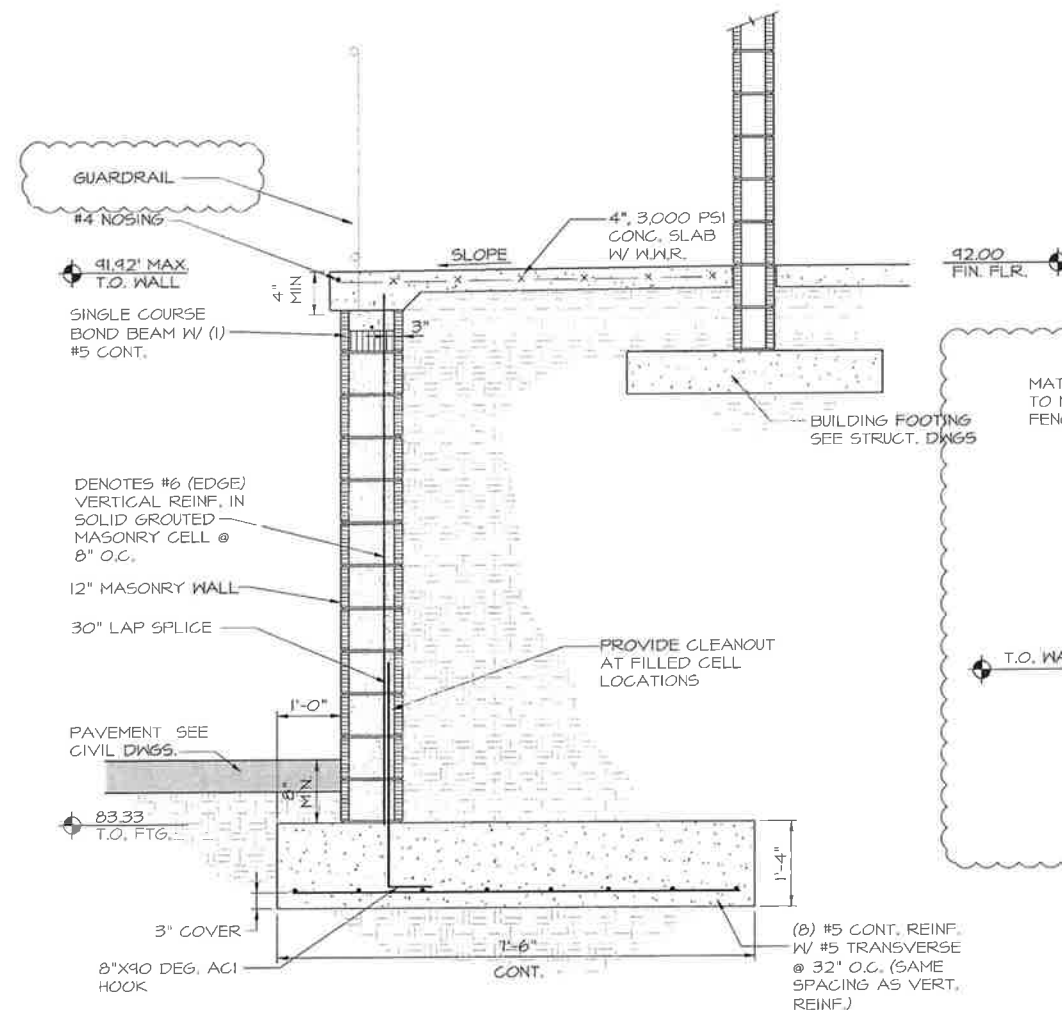 GUARDRAIL
#4 NOSING
91.92' MAX.
T.O. WALL
SINGLE COURSE
BOND BEAM W/ (1)
#5 CONT.
4"
MIN
3"
SLOPE
4", 3,000 PSI
CONC. SLAB
W/ W.W.R.
92.00
FIN. FLR.
BUILDING FOOTING
SEE STRUCT. DWGS
DENOTES #6 (EDGE)
VERTICAL REINF. IN
SOLID GROUTED
MASONRY CELL @
8" O.C.
12" MASONRY WALL
30" LAP SPLICE
PROVIDE CLEANOUT
AT FILLED CELL
LOCATIONS
1'-0"
PAVEMENT SEE
CIVIL DWGS.
8"
MIN
83.33
T.O. FTG.
1'-4"
3" COVER
8"X90 DEG. ACI
HOOK
7'-6"
CONT.
(8) #5 CONT. REINF.
W/ #5 TRANSVERSE
@ 32" O.C. (SAME
SPACING AS VERT.
REINF.)
T.O.